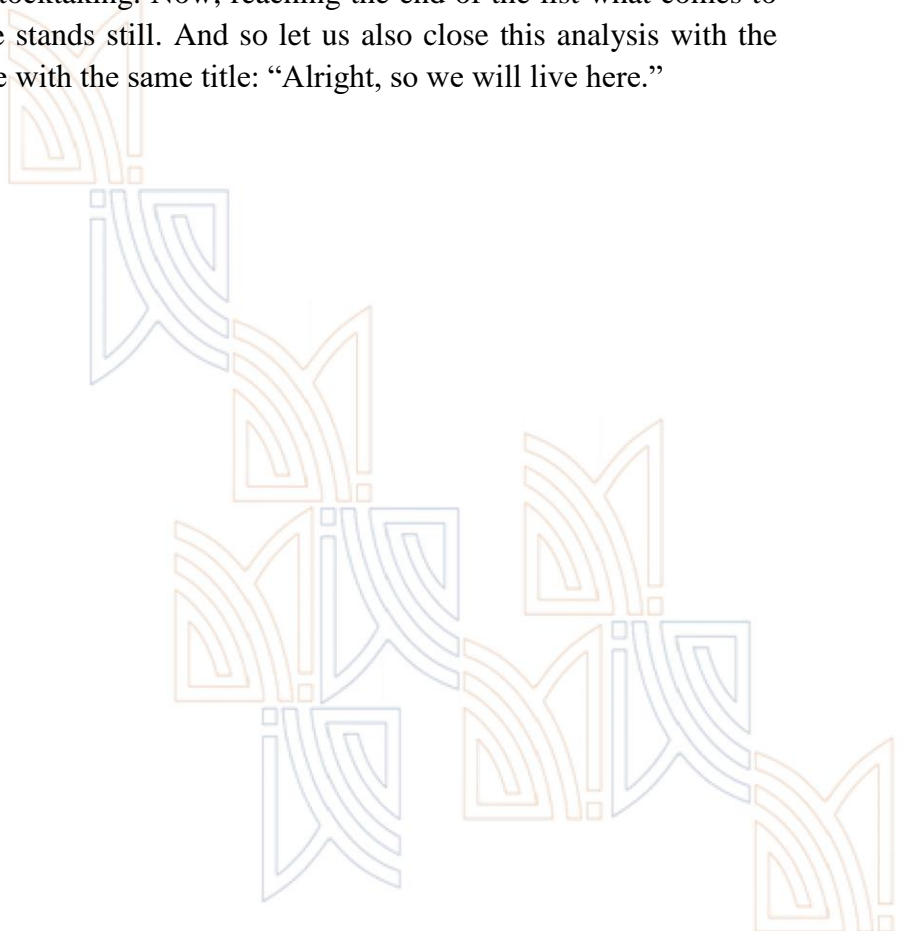 stocktaking. Now, reaching the end of the list what comes to
stands still. And so let us also close this analysis with the
with the same title: “Alright, so we will live here.”